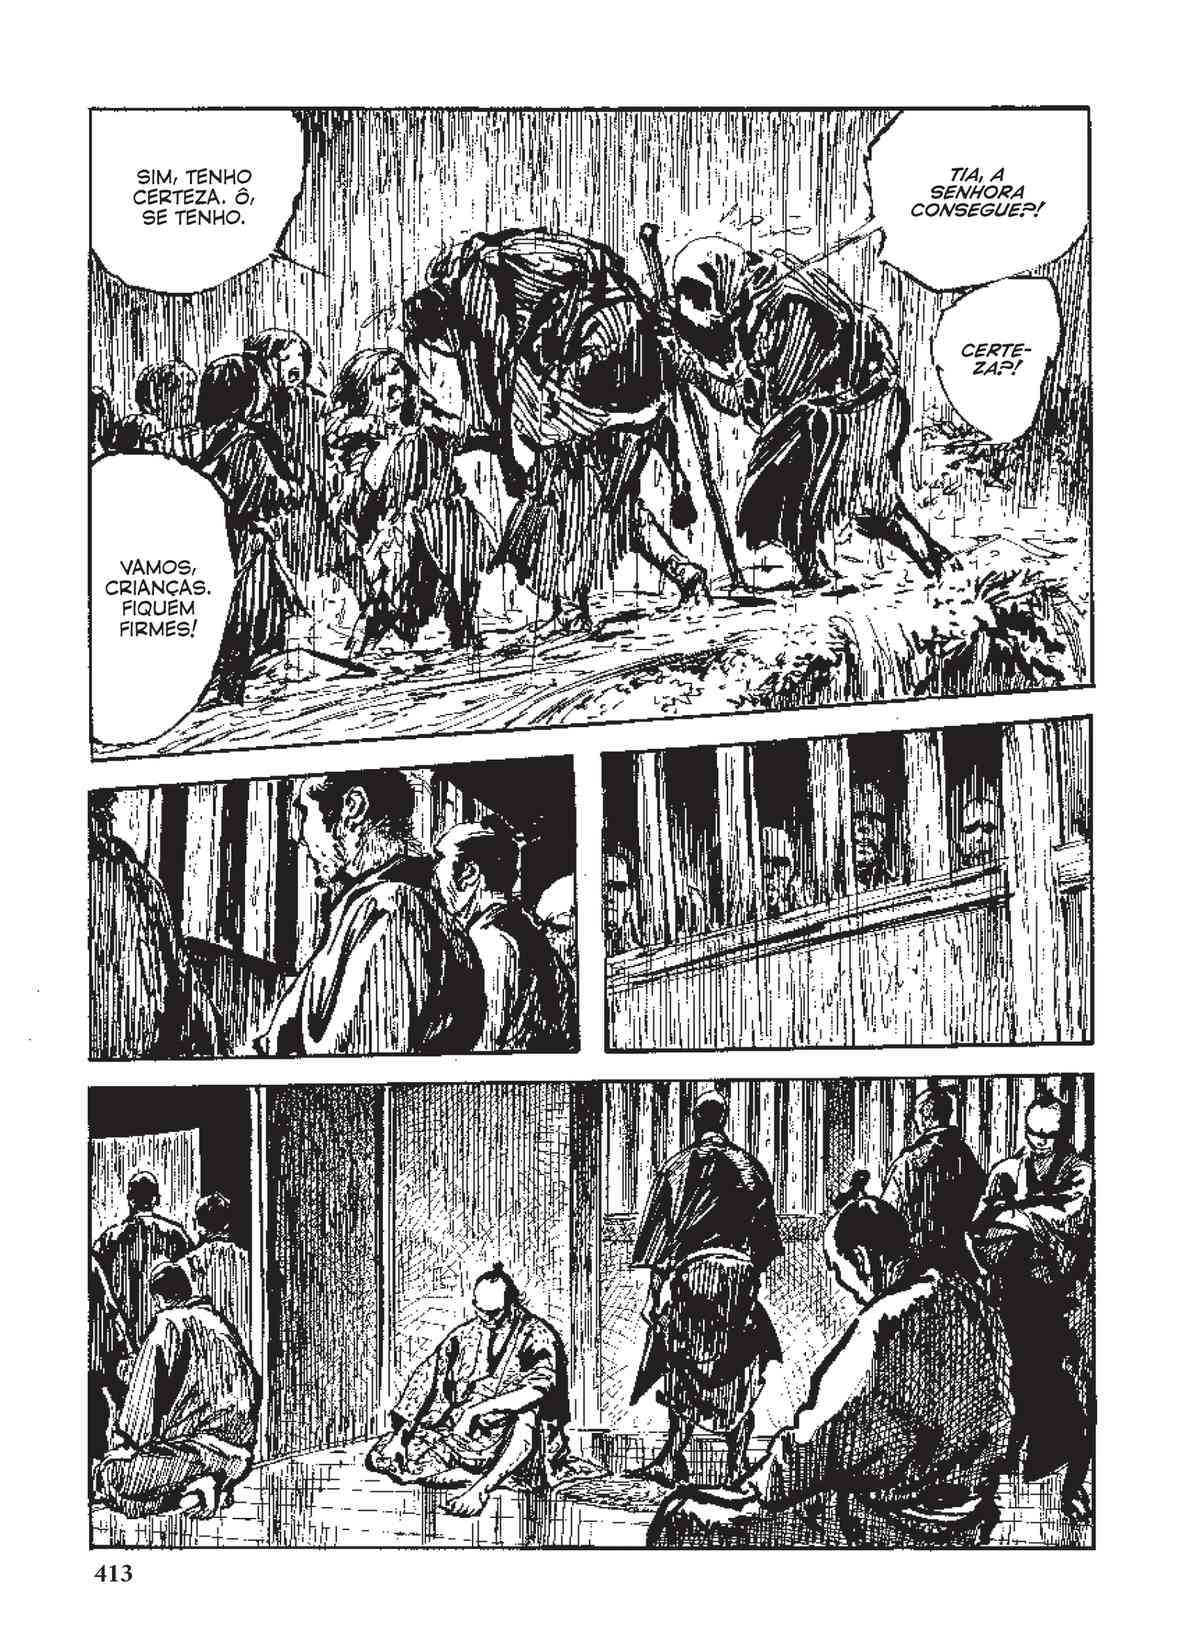 TIA, A
SENHORA
CONSEGUE?!
CERTE-
ZA?!
SIM, TENHO
CERTEZA. Ô,
SE TENHO.
VAMOS,
CRIANÇAS.
FIQUEM
FIRMES!
413